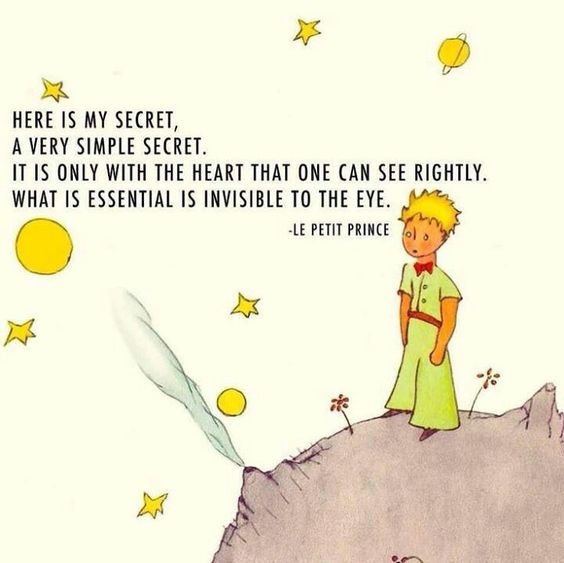 HERE IS MY SECRET,
A VERY SIMPLE SECRET.
IT IS ONLY WITH THE HEART THAT ONE CAN SEE RIGHTLY.
WHAT IS ESSENTIAL IS INVISIBLE TO THE EYE.
-LE PETIT PRINCE